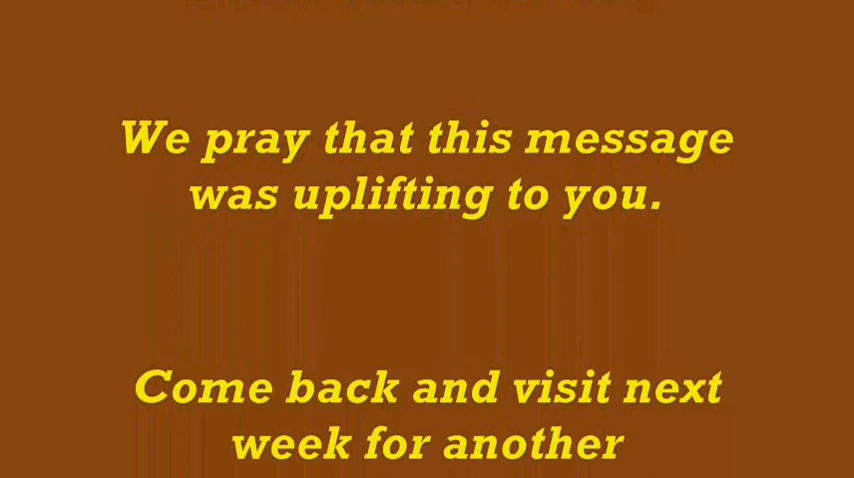 We pray that this message
was uplifting to you.
Come back and visit next
week for another